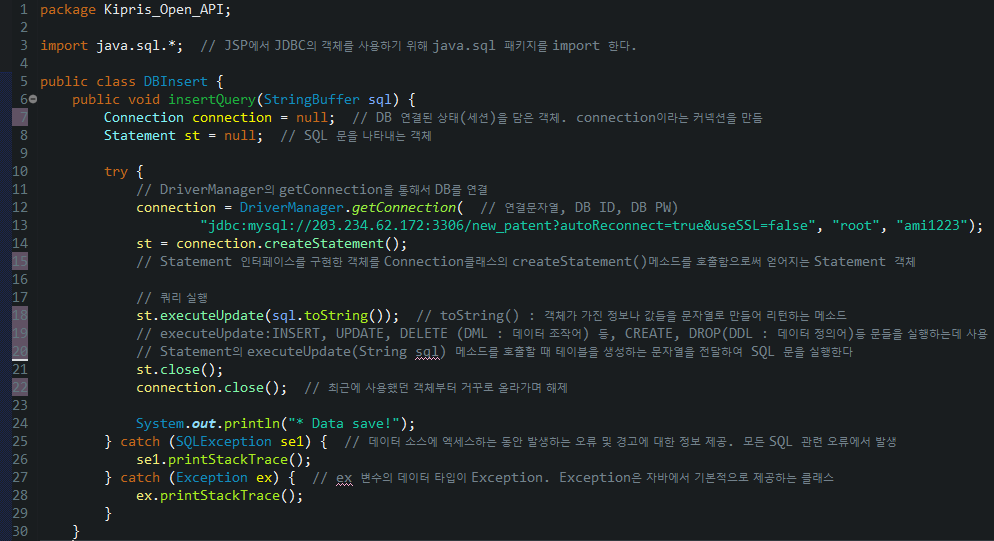 1 package Kipris_Open_API;
2
3 import java.sql.*;  // JSP에서 JDBC의 객체를 사용하기 위해 java.sql 패키지를 import 한다.
4
5 public class DBInsert {
6     public void insertQuery(StringBuffer sql) {
7         Connection connection = null;  // DB 연결된 상태(세션)을 담은 객체. connection이라는 커넥션을 만듬
8         Statement st = null;  // SQL 문을 나타내는 객체
9
10         try {
11             // DriverManager의 getConnection을 통해서 DB를 연결
12             connection = DriverManager.getConnection(  // 연결문자열, DB ID, DB PW)
13                     "jdbc:mysql://203.234.62.172:3306/new_patent?autoReconnect=true&useSSL=false", "root", "ami1223");
14             st = connection.createStatement();
15             // Statement 인터페이스를 구현한 객체를 Connection클래스의 createStatement()메소드를 호출함으로써 얻어지는 Statement 객체
16
17             // 쿼리 실행
18             st.executeUpdate(sql.toString());  // toString() : 객체가 가진 정보나 값들을 문자열로 만들어 리턴하는 메소드
19             // executeUpdate:INSERT, UPDATE, DELETE (DML : 데이터 조작어) 등, CREATE, DROP(DDL : 데이터 정의어)등 문들을 실행하는데 사용
20             // Statement의 executeUpdate(String sql) 메소드를 호출할 때 테이블을 생성하는 문자열을 전달하여 SQL 문을 실행한다
21             st.close();
22             connection.close();  // 최근에 사용했던 객체부터 거꾸로 올라가며 해제
23
24             System.out.println("* Data save!");
25         } catch (SQLException se1) {  // 데이터 소스에 액세스하는 동안 발생하는 오류 및 경고에 대한 정보 제공. 모든 SQL 관련 오류에서 발생
26             se1.printStackTrace();
27         } catch (Exception ex) {  // ex 변수의 데이터 타입이 Exception. Exception은 자바에서 기본적으로 제공하는 클래스
28             ex.printStackTrace();
29         }
30     }